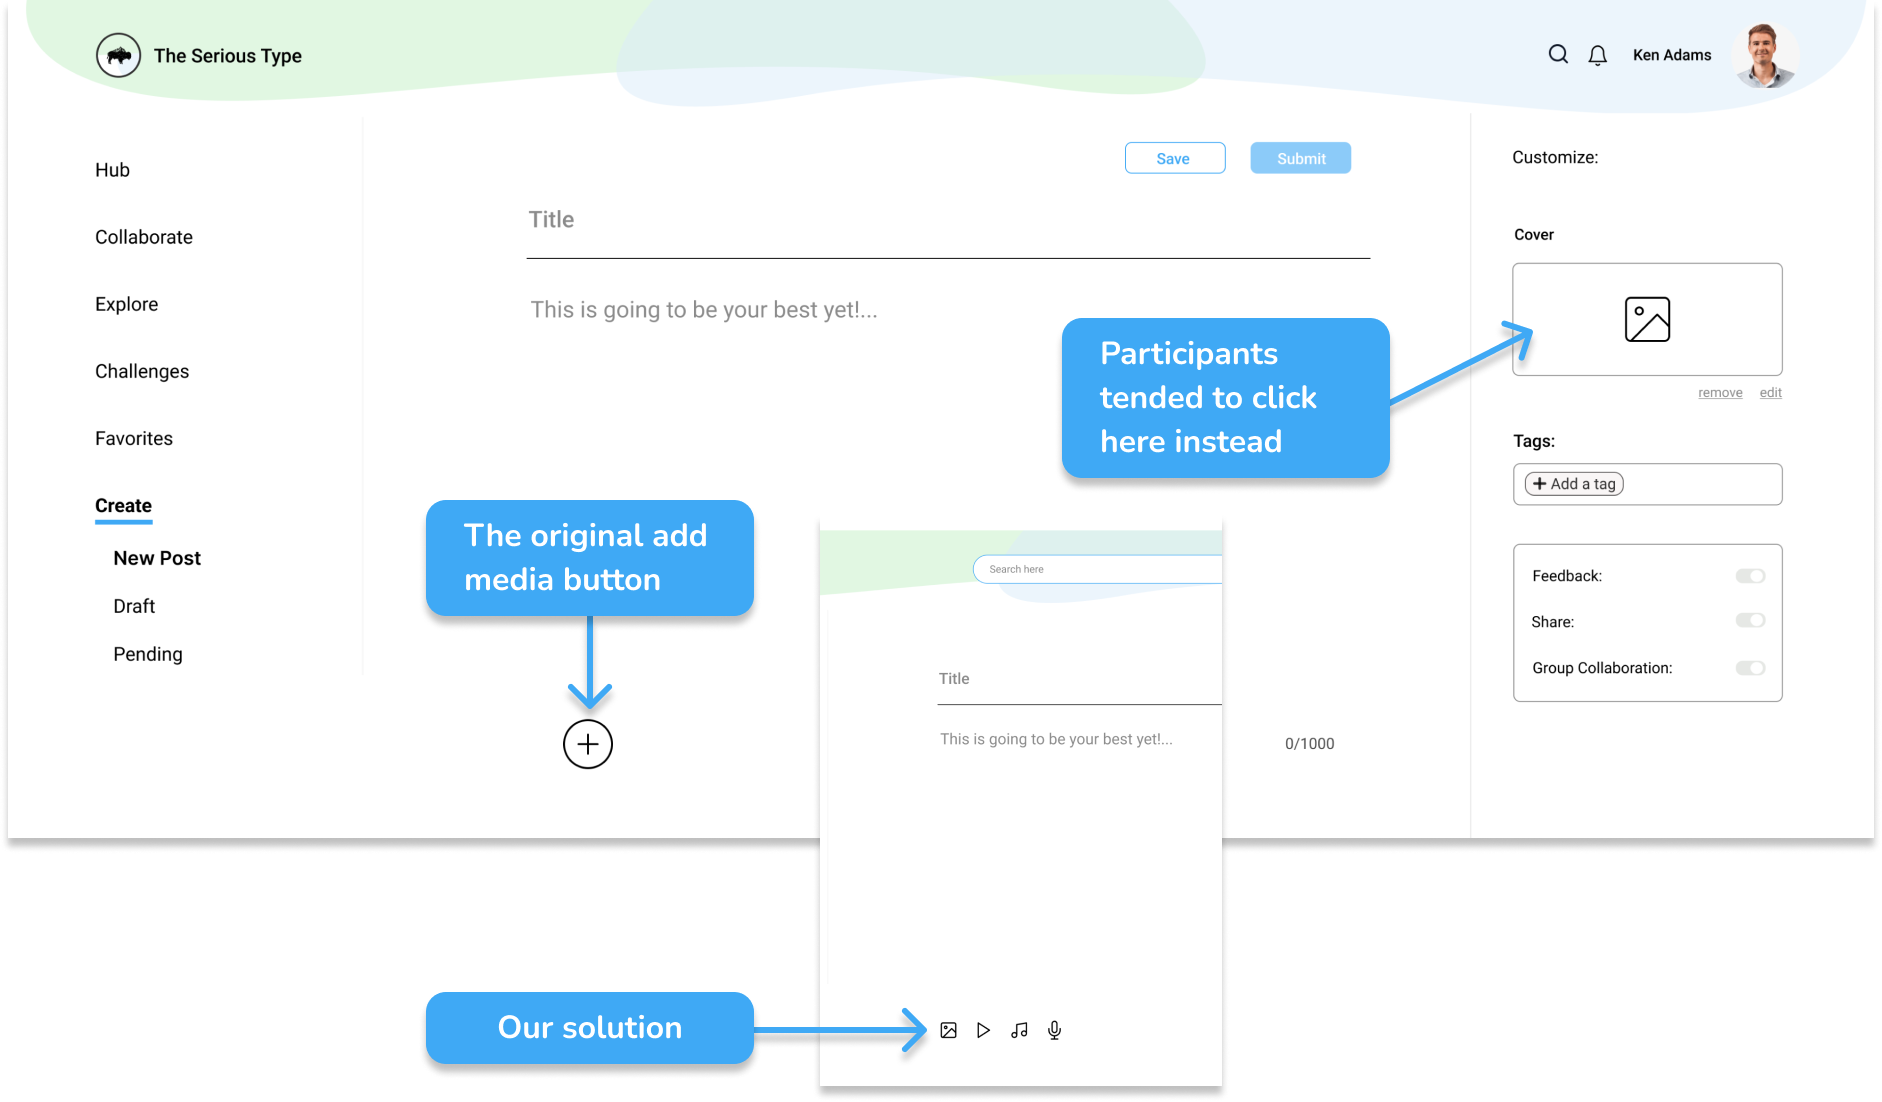 The Serious Type
Ken Adams
Hub
Collaborate
Explore
Challenges
Favorites
Create
New Post
Draft
Pending
Save
Submit
Title
This is going to be your best yet!...
Participants
tended to click
here instead
The original add
media button
0/1000
Customize:
Cover
remove edit
Tags:
Add a tag
Feedback:
Share:
Group Collaboration:
Search here
Title
This is going to be your best yet!...
Our solution